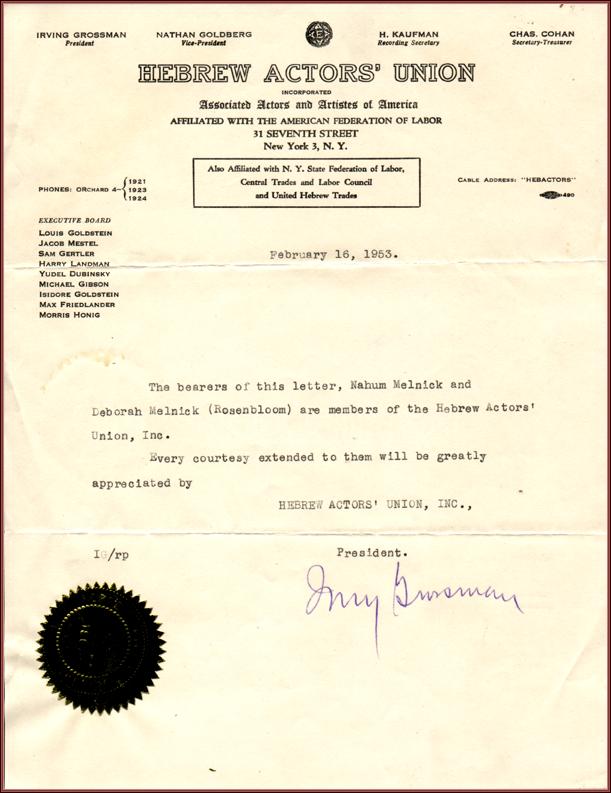 IRVING GROSSMAN
President
NATHAN GOLDBERG
Vice-President
H. KAUFMAN
Recording Secretary
CHAS. COHAN
Secretary-Treasurer
HEBREW ACTORS' UNION
INCORPORATED
Associated Actors and Artistes of America
AFFILIATED WITH THE AMERICAN FEDERATION OF LABOR
31 SEVENTH STREET
New York 3, N. Y.
PHONES: ORCHARD 4-
1921
1923
1924
Also Affiliated with N. Y. State Federation of Labor,
Central Trades and Labor Council
and United Hebrew Trades
CABLE ADDRESS: "HEBACTORS"
490
EXECUTIVE BOARD
LOUIS GOLDSTEIN
JACOB MESTEL
SAM GERTLER
HARRY LANDMAN
YUDEL DUBINSKY
MICHAEL GIBSON
ISIDORE GOLDSTEIN
MAX FRIEDLANDER
MORRIS HONIG
February 16, 1953.
The bearers of this letter, Nahum Melnick and
Deborah Melnick (Rosenbloom) are members of the Hebrew Actors'
Union, Inc.
Every courtesy extended to them will be greatly
appreciated by
HEBREW ACTORS' UNION, INC.,
IG/rp
President.
Irving Grossman